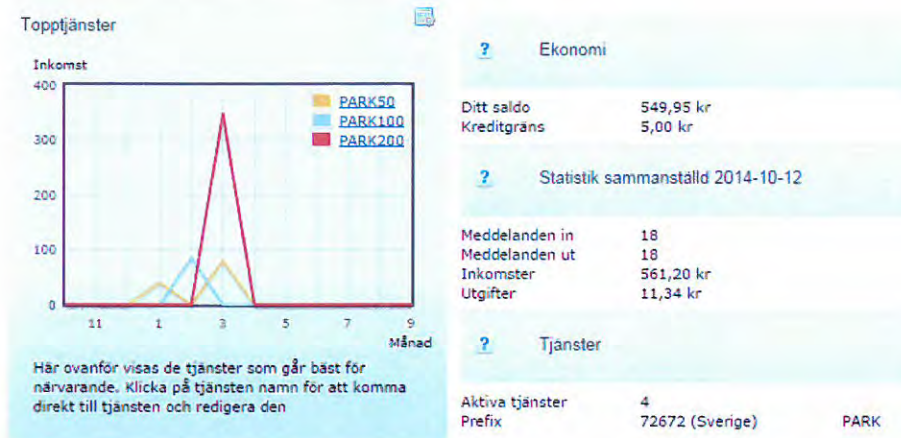 Topptjänster
Inkomst
400
300
200
100
0
PARK50
PARK100
PARK200
11 1 3 5 7 9
Månad
Här ovanför visas de tjänster som går bäst för
närvarande. Klicka på tjänsten namn för att komma
direkt till tjänsten och redigera den
? Ekonomi
Ditt saldo 549,95 kr
Kreditgräns 5,00 kr
? Statistik sammanställd 2014-10-12
Meddelanden in 18
Meddelanden ut 18
Inkomster 561,20 kr
Utgifter 11,34 kr
? Tjänster
Aktiva tjänster 4
Prefix 72672 (Sverige) PARK